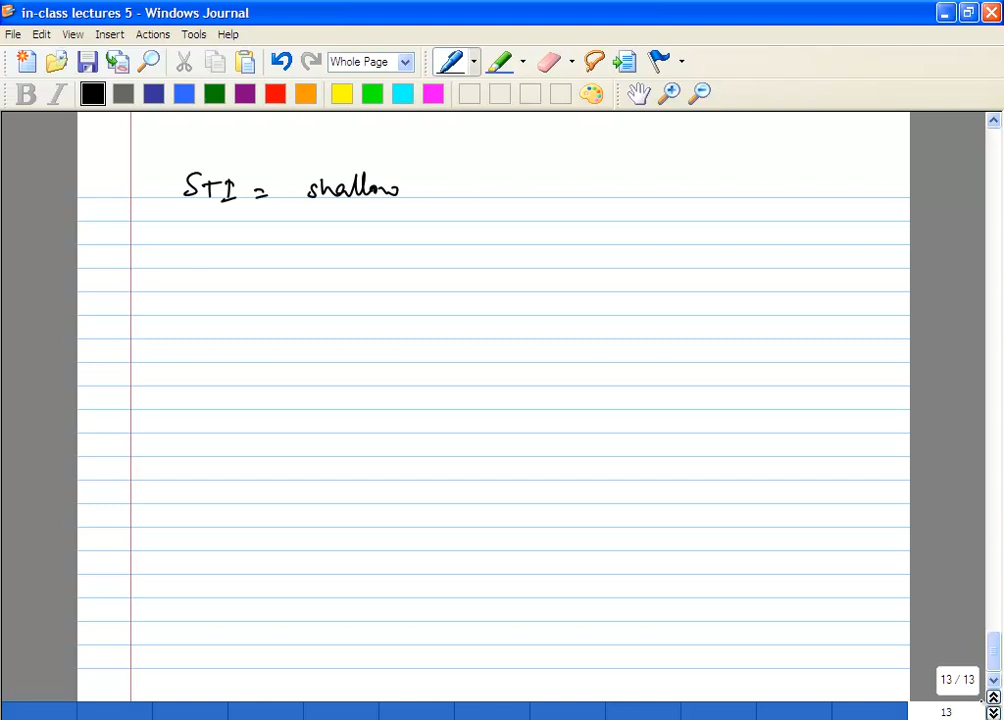 in-class lectures 5 - Windows Journal
File Edit View Insert Actions Tools Help
Whole Page
B I
STI = shallow
13 / 13
13